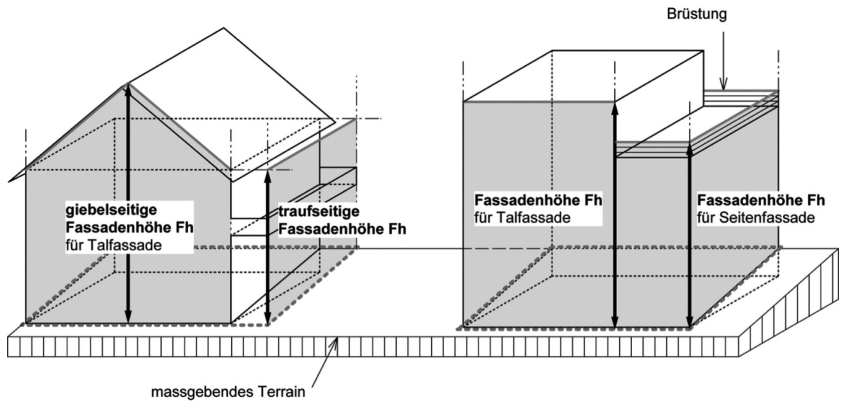 Brüstung
giebelseitige
Fassadenhöhe Fh
für Talfassade
traufseitige
Fassadenhöhe Fh
Fassadenhöhe Fh
für Talfassade
Fassadenhöhe Fh
für Seitenfassade
massgebendes Terrain